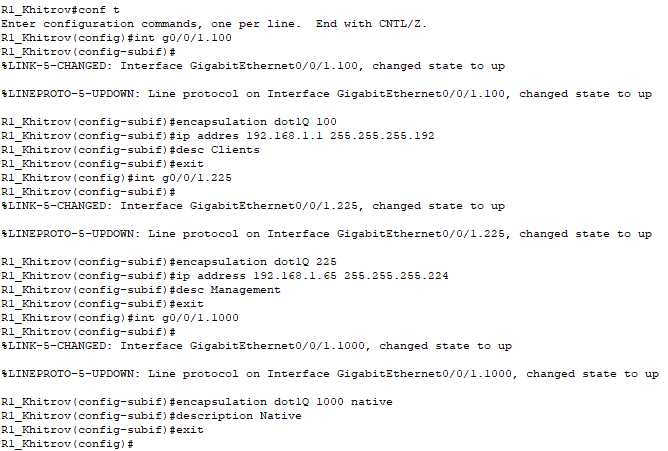 R1_Khitrov#conf t
Enter configuration commands, one per line.  End with CNTL/Z.
R1_Khitrov(config)#int g0/0/1.100
R1_Khitrov(config-subif)#
%LINK-5-CHANGED: Interface GigabitEthernet0/0/1.100, changed state to up
%LINEPROTO-5-UPDOWN: Line protocol on Interface GigabitEthernet0/0/1.100, changed state to up
R1_Khitrov(config-subif)#encapsulation dot1Q 100
R1_Khitrov(config-subif)#ip addres 192.168.1.1 255.255.255.192
R1_Khitrov(config-subif)#desc Clients
R1_Khitrov(config-subif)#exit
R1_Khitrov(config)#int g0/0/1.225
R1_Khitrov(config-subif)#
%LINK-5-CHANGED: Interface GigabitEthernet0/0/1.225, changed state to up
%LINEPROTO-5-UPDOWN: Line protocol on Interface GigabitEthernet0/0/1.225, changed state to up
R1_Khitrov(config-subif)#encapsulation dot1Q 225
R1_Khitrov(config-subif)#ip address 192.168.1.65 255.255.255.224
R1_Khitrov(config-subif)#desc Management
R1_Khitrov(config-subif)#exit
R1_Khitrov(config)#int g0/0/1.1000
R1_Khitrov(config-subif)#
%LINK-5-CHANGED: Interface GigabitEthernet0/0/1.1000, changed state to up
%LINEPROTO-5-UPDOWN: Line protocol on Interface GigabitEthernet0/0/1.1000, changed state to up
R1_Khitrov(config-subif)#encapsulation dot1Q 1000 native
R1_Khitrov(config-subif)#description Native
R1_Khitrov(config-subif)#exit
R1_Khitrov(config)#